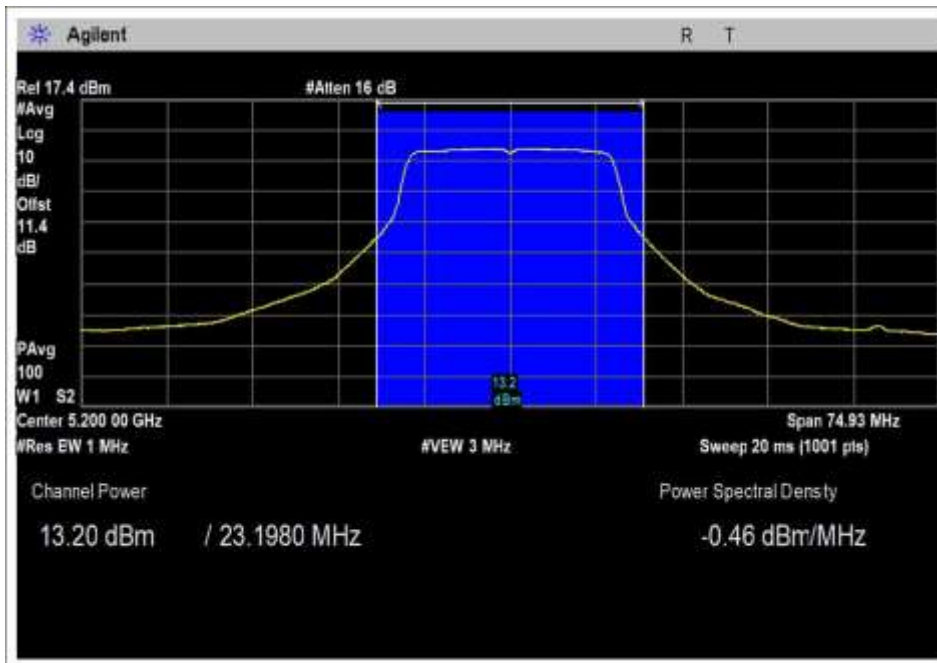 Agilent R T
Ref 17.4 dBm #Atten 16 dB
#Avg
Log
10
dB/
Offst
11.4
dB
PAvg
100
13.2
dBm
W1 S2
Center 5.200 00 GHz Span 74.93 MHz
#Res BW 1 MHz #VBW 3 MHz Sweep 20 ms (1001 pts)
Channel Power Power Spectral Density
13.20 dBm / 23.1980 MHz -0.46 dBm/MHz